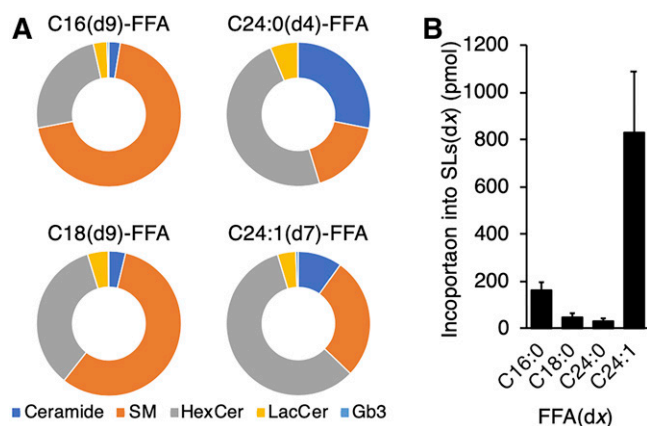 A
C16(d9)-FFA
C24:0(d4)-FFA
C18(d9)-FFA
C24:1(d7)-FFA
Ceramide SM HexCer LacCer Gb3
B
Incoportaon into SLs(dx) (pmol)
1200
1000
800
600
400
200
0
C16:0
C18:0
C24:0
C24:1
FFA(dx)